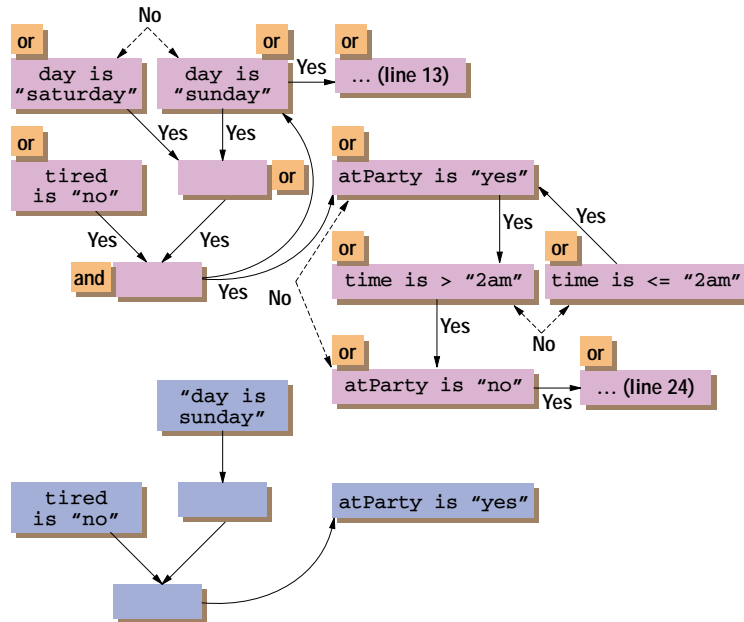 No
or
or
or
day is
“saturday”
day is
“sunday”
Yes
... (line 13)
Yes
Yes
or
or
tired
is “no”
or
atParty is “yes”
Yes
Yes
Yes
Yes
and
Yes
or
or
No
time is > “2am”
time is <= “2am”
Yes
No
or
or
atParty is “no”
Yes
... (line 24)
“day is
sunday”
tired
is “no”
atParty is “yes”